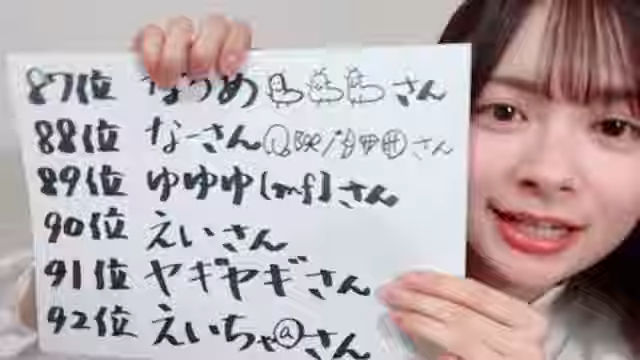 87位 なつめさん
88位 なーさんさん
89位 ゆゆゆ[mf]さん
90位 えいさん
91位 ヤギヤギさん
92位 えいちゃ@さん